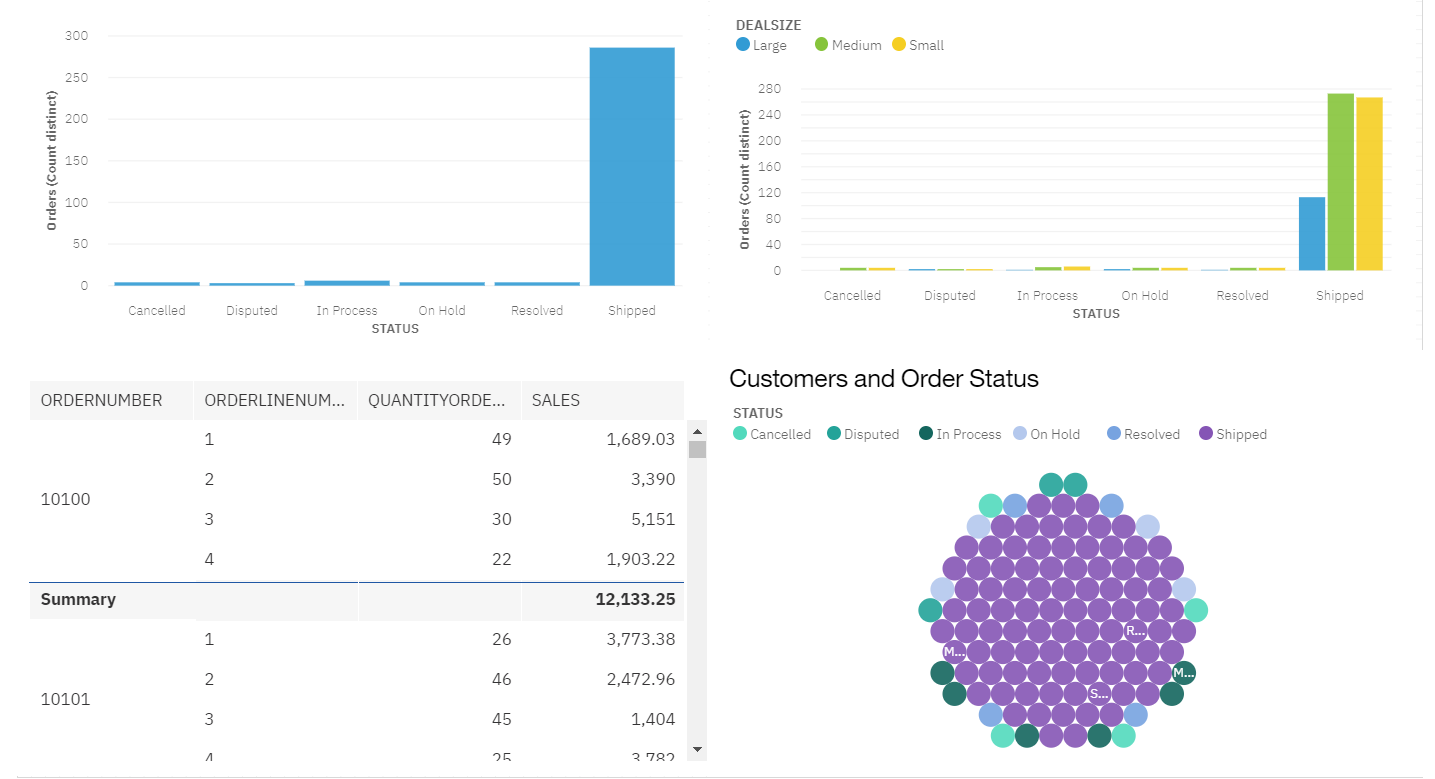 300
250
200
150
100
50
0
Orders (Count distinct)
Cancelled Disputed In Process On Hold Resolved Shipped
STATUS
DEALSIZE
Large Medium Small
280
240
200
160
120
80
40
0
Orders (Count distinct)
Cancelled Disputed In Process On Hold Resolved Shipped
STATUS
ORDERNUMBER ORDERLINENUM... QUANTITYORDE... SALES
10100
1 49 1,689.03
2 50 3,390
3 30 5,151
4 22 1,903.22
Summary 12,133.25
10101
1 26 3,773.38
2 46 2,472.96
3 45 1,404
4 25 3,782
Customers and Order Status
STATUS
Cancelled Disputed In Process On Hold Resolved Shipped
R...
M...
M...
S...